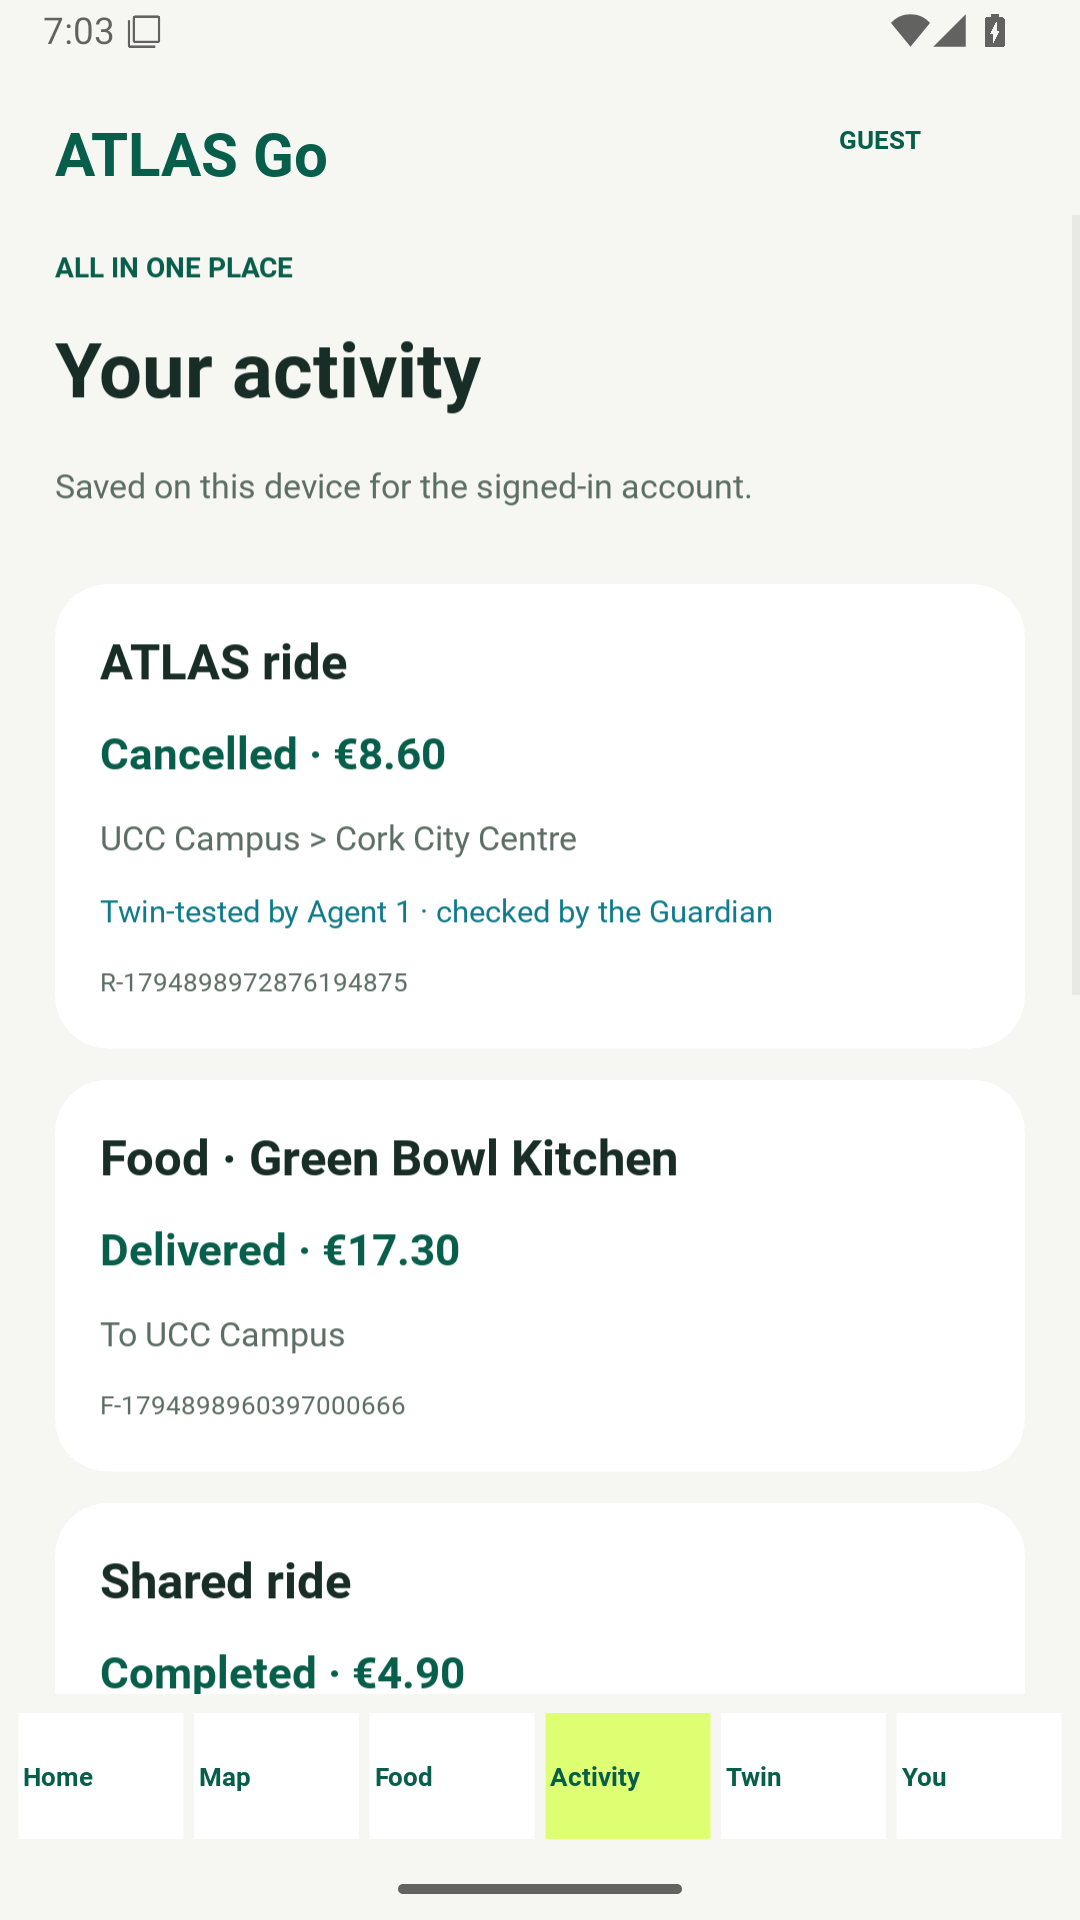 7:03
ATLAS Go
GUEST
ALL IN ONE PLACE
Your activity
Saved on this device for the signed-in account.
ATLAS ride
Cancelled · €8.60
UCC Campus > Cork City Centre
Twin-tested by Agent 1 · checked by the Guardian
R-1794898972876194875
Food · Green Bowl Kitchen
Delivered · €17.30
To UCC Campus
F-1794898960397000666
Shared ride
Completed · €4.90
Home
Map
Food
Activity
Twin
You